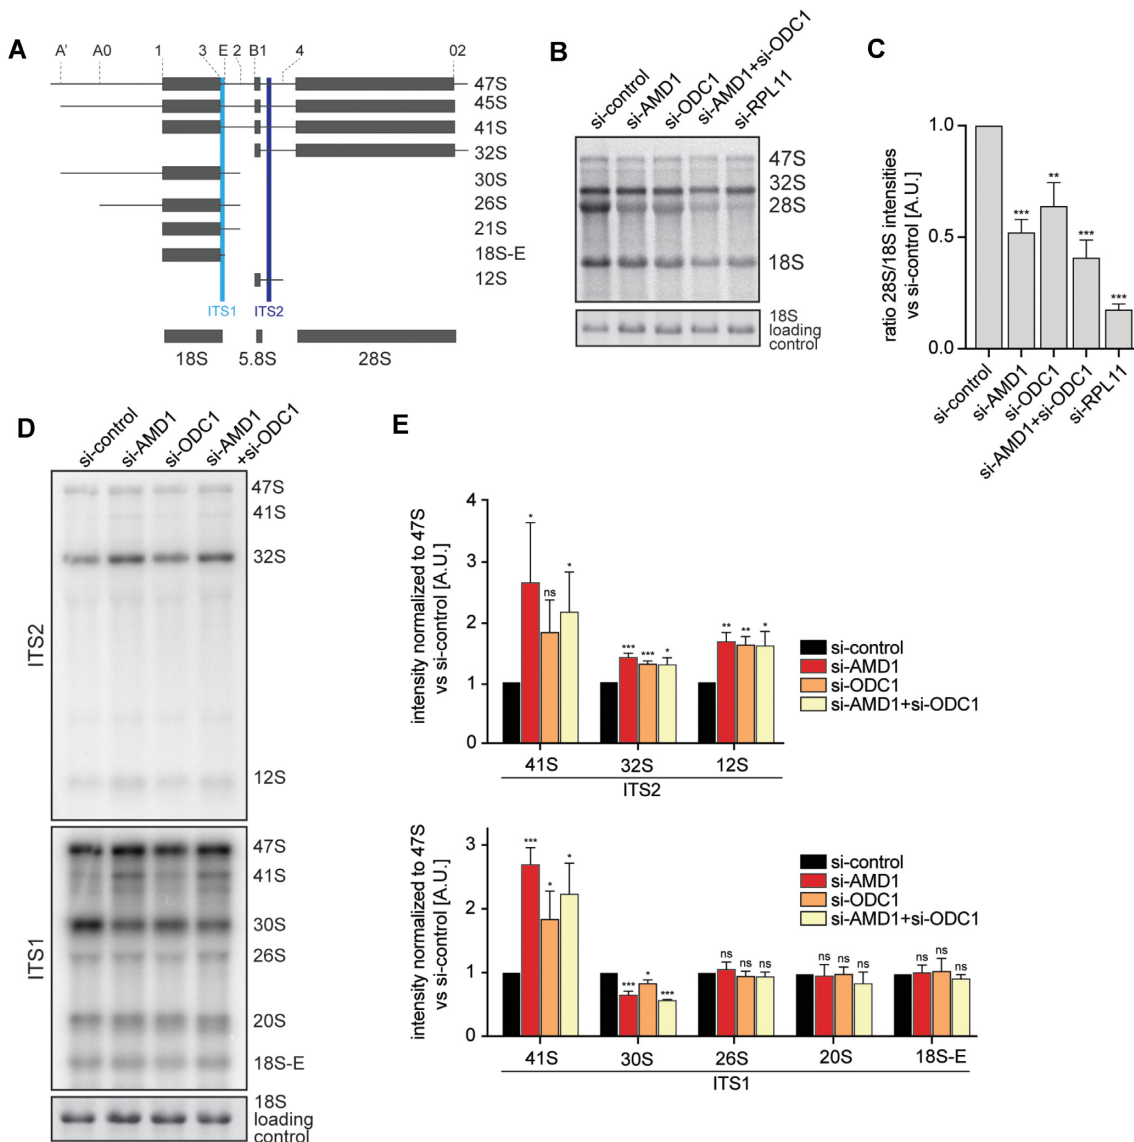 A
A' A0 1 3 E 2 B1 4 02
47S
45S
41S
32S
30S
26S
21S
18S-E
12S
ITS1 ITS2
18S 5.8S 28S
B
si-control si-AMD1 si-ODC1 si-AMD1+si-ODC1 si-RPL11
47S
32S
28S
18S
18S
loading
control
C
ratio 28S/18S intensities
vs si-control [A.U.]
1.0
0.5
0.0
*** ** *** ***
si-control si-AMD1 si-ODC1 si-AMD1+si-ODC1 si-RPL11
D
si-control si-AMD1 si-ODC1 si-AMD1
+si-ODC1
ITS2
47S
41S
32S
12S
ITS1
47S
41S
30S
26S
20S
18S-E
18S
loading
control
E
intensity normalized to 47S
vs si-control [A.U.]
4
3
2
1
0
* ns * *** *** * ** ** *
41S 32S 12S
ITS2
si-control
si-AMD1
si-ODC1
si-AMD1+si-ODC1
intensity normalized to 47S
vs si-control [A.U.]
3
2
1
0
*** * * *** * *** ns ns ns ns ns ns ns ns ns
41S 30S 26S 20S 18S-E
ITS1
si-control
si-AMD1
si-ODC1
si-AMD1+si-ODC1